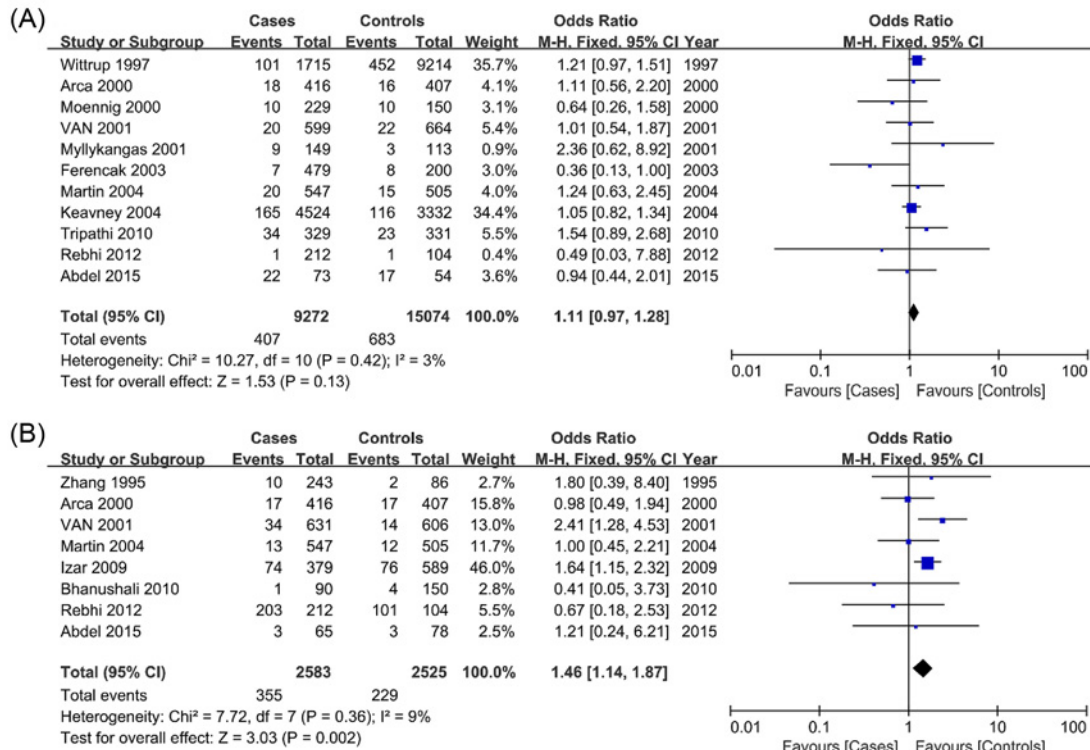 (A)
Cases Controls Odds Ratio Odds Ratio
Study or Subgroup Events Total Events Total Weight M-H, Fixed, 95% CI Year M-H, Fixed, 95% CI
Wittrup 1997 101 1715 452 9214 35.7% 1.21 [0.97, 1.51] 1997
Arca 2000 18 416 16 407 4.1% 1.11 [0.56, 2.20] 2000
Moennig 2000 10 229 10 150 3.1% 0.64 [0.26, 1.58] 2000
VAN 2001 20 599 22 664 5.4% 1.01 [0.54, 1.87] 2001
Myllykangas 2001 9 149 3 113 0.9% 2.36 [0.62, 8.92] 2001
Ferencak 2003 7 479 8 200 3.0% 0.36 [0.13, 1.00] 2003
Martin 2004 20 547 15 505 4.0% 1.24 [0.63, 2.45] 2004
Keavney 2004 165 4524 116 3332 34.4% 1.05 [0.82, 1.34] 2004
Tripathi 2010 34 329 23 331 5.5% 1.54 [0.89, 2.68] 2010
Rebhi 2012 1 212 1 104 0.4% 0.49 [0.03, 7.88] 2012
Abdel 2015 22 73 17 54 3.6% 0.94 [0.44, 2.01] 2015
Total (95% CI) 9272 15074 100.0% 1.11 [0.97, 1.28]
Total events 407 683
Heterogeneity: Chi² = 10.27, df = 10 (P = 0.42); I² = 3%
Test for overall effect: Z = 1.53 (P = 0.13)
0.01 0.1 1 10 100
Favours [Cases] Favours [Controls]
(B)
Cases Controls Odds Ratio Odds Ratio
Study or Subgroup Events Total Events Total Weight M-H, Fixed, 95% CI Year M-H, Fixed, 95% CI
Zhang 1995 10 243 2 86 2.7% 1.80 [0.39, 8.40] 1995
Arca 2000 17 416 17 407 15.8% 0.98 [0.49, 1.94] 2000
VAN 2001 34 631 14 606 13.0% 2.41 [1.28, 4.53] 2001
Martin 2004 13 547 12 505 11.7% 1.00 [0.45, 2.21] 2004
Izar 2009 74 379 76 589 46.0% 1.64 [1.15, 2.32] 2009
Bhanushali 2010 1 90 4 150 2.8% 0.41 [0.05, 3.73] 2010
Rebhi 2012 203 212 101 104 5.5% 0.67 [0.18, 2.53] 2012
Abdel 2015 3 65 3 78 2.5% 1.21 [0.24, 6.21] 2015
Total (95% CI) 2583 2525 100.0% 1.46 [1.14, 1.87]
Total events 355 229
Heterogeneity: Chi² = 7.72, df = 7 (P = 0.36); I² = 9%
Test for overall effect: Z = 3.03 (P = 0.002)
0.01 0.1 1 10 100
Favours [Cases] Favours [Controls]